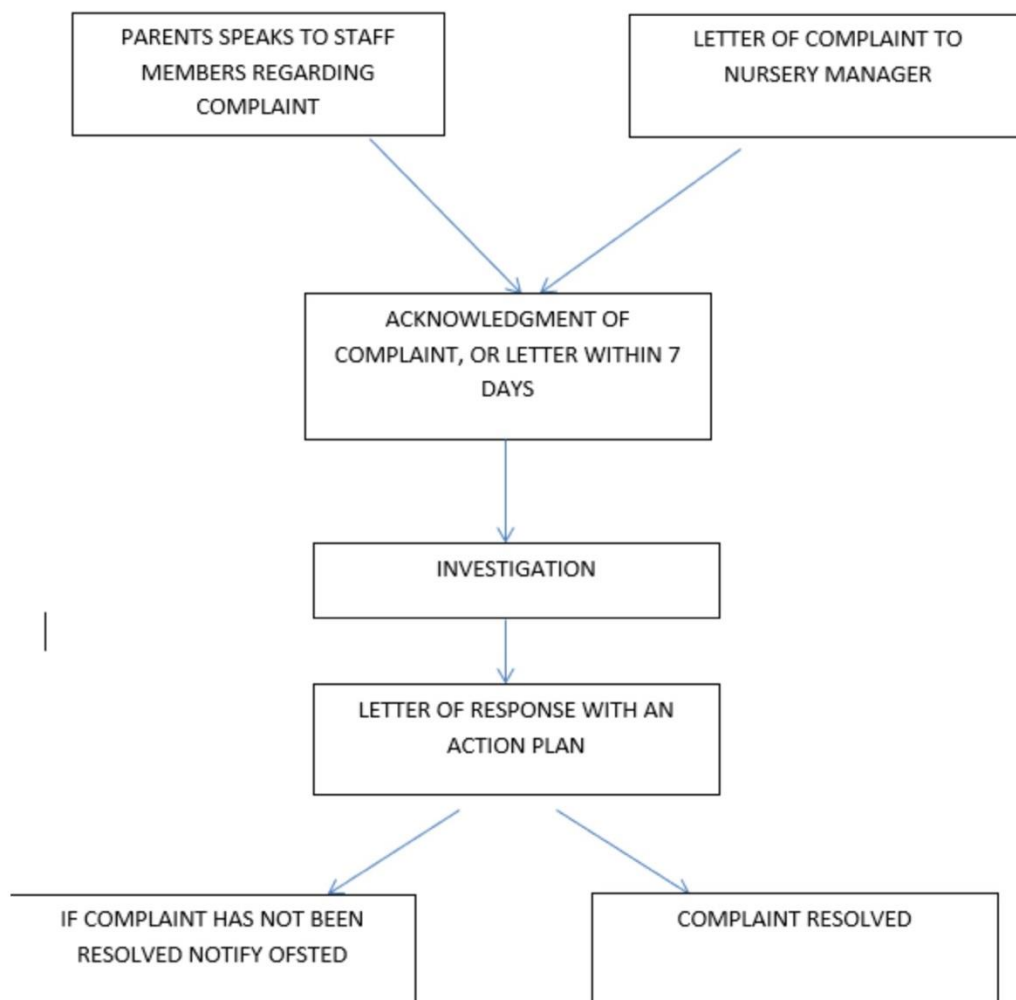 PARENTS SPEAKS TO STAFF
MEMBERS REGARDING
COMPLAINT
LETTER OF COMPLAINT TO
NURSERY MANAGER
ACKNOWLEDGMENT OF
COMPLAINT, OR LETTER WITHIN 7
DAYS
INVESTIGATION
LETTER OF RESPONSE WITH AN
ACTION PLAN
IF COMPLAINT HAS NOT BEEN
RESOLVED NOTIFY OFSTED
COMPLAINT RESOLVED